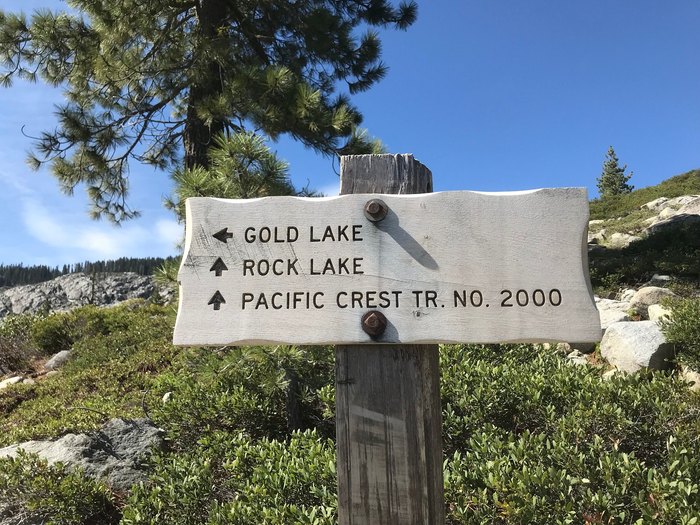 ← GOLD LAKE
↑ ROCK LAKE
↑ PACIFIC CREST TR. NO. 2000